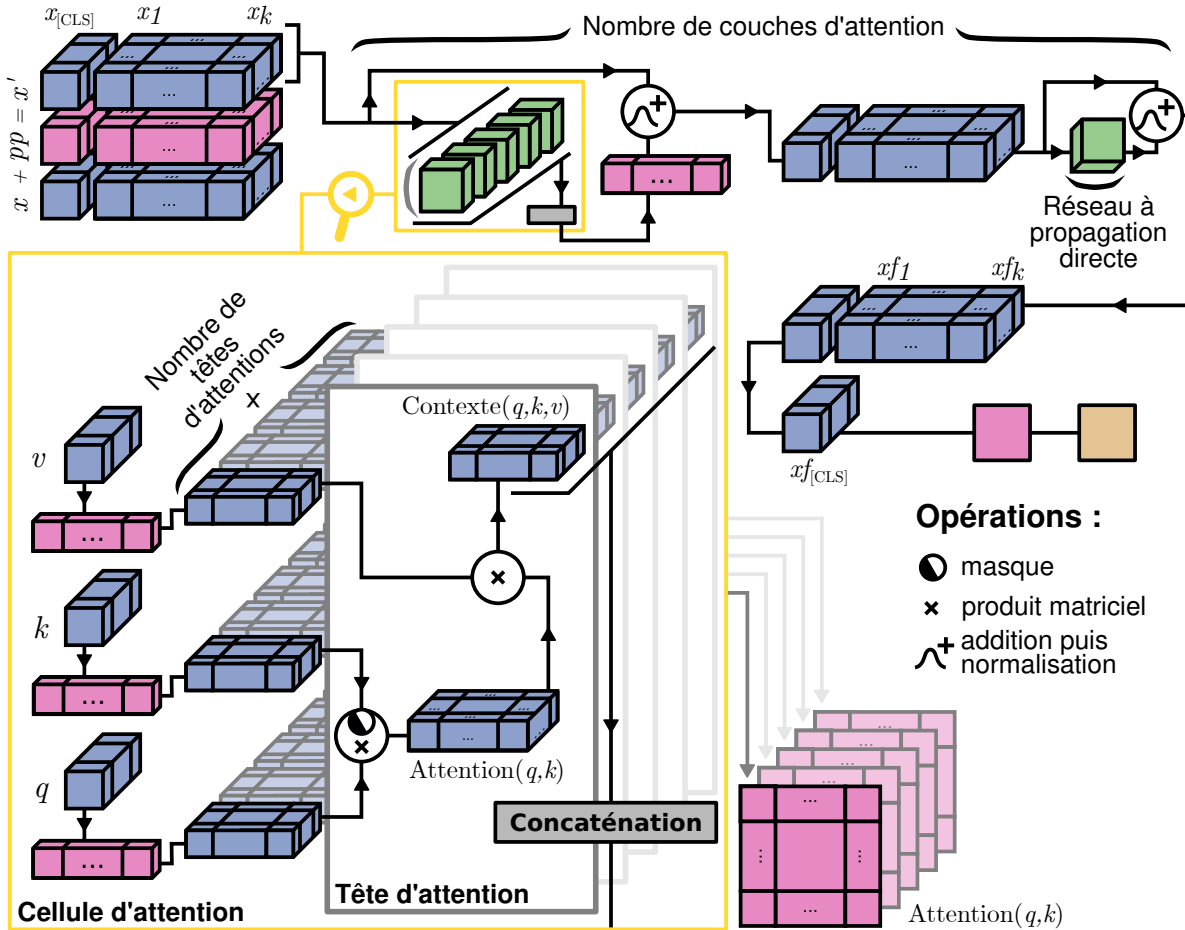 x[CLS] x1 xk
Nombre de couches d'attention
x + pp = x'
...
Réseau à
propagation
directe
xf1 xfk
xf[CLS]
Nombre de
têtes
d'attentions
Contexte(q,k,v)
v
k
q
Attention(q,k)
Concaténation
Tête d'attention
Cellule d'attention
Opérations :
masque
× produit matriciel
+ addition puis
normalisation
Attention(q,k)